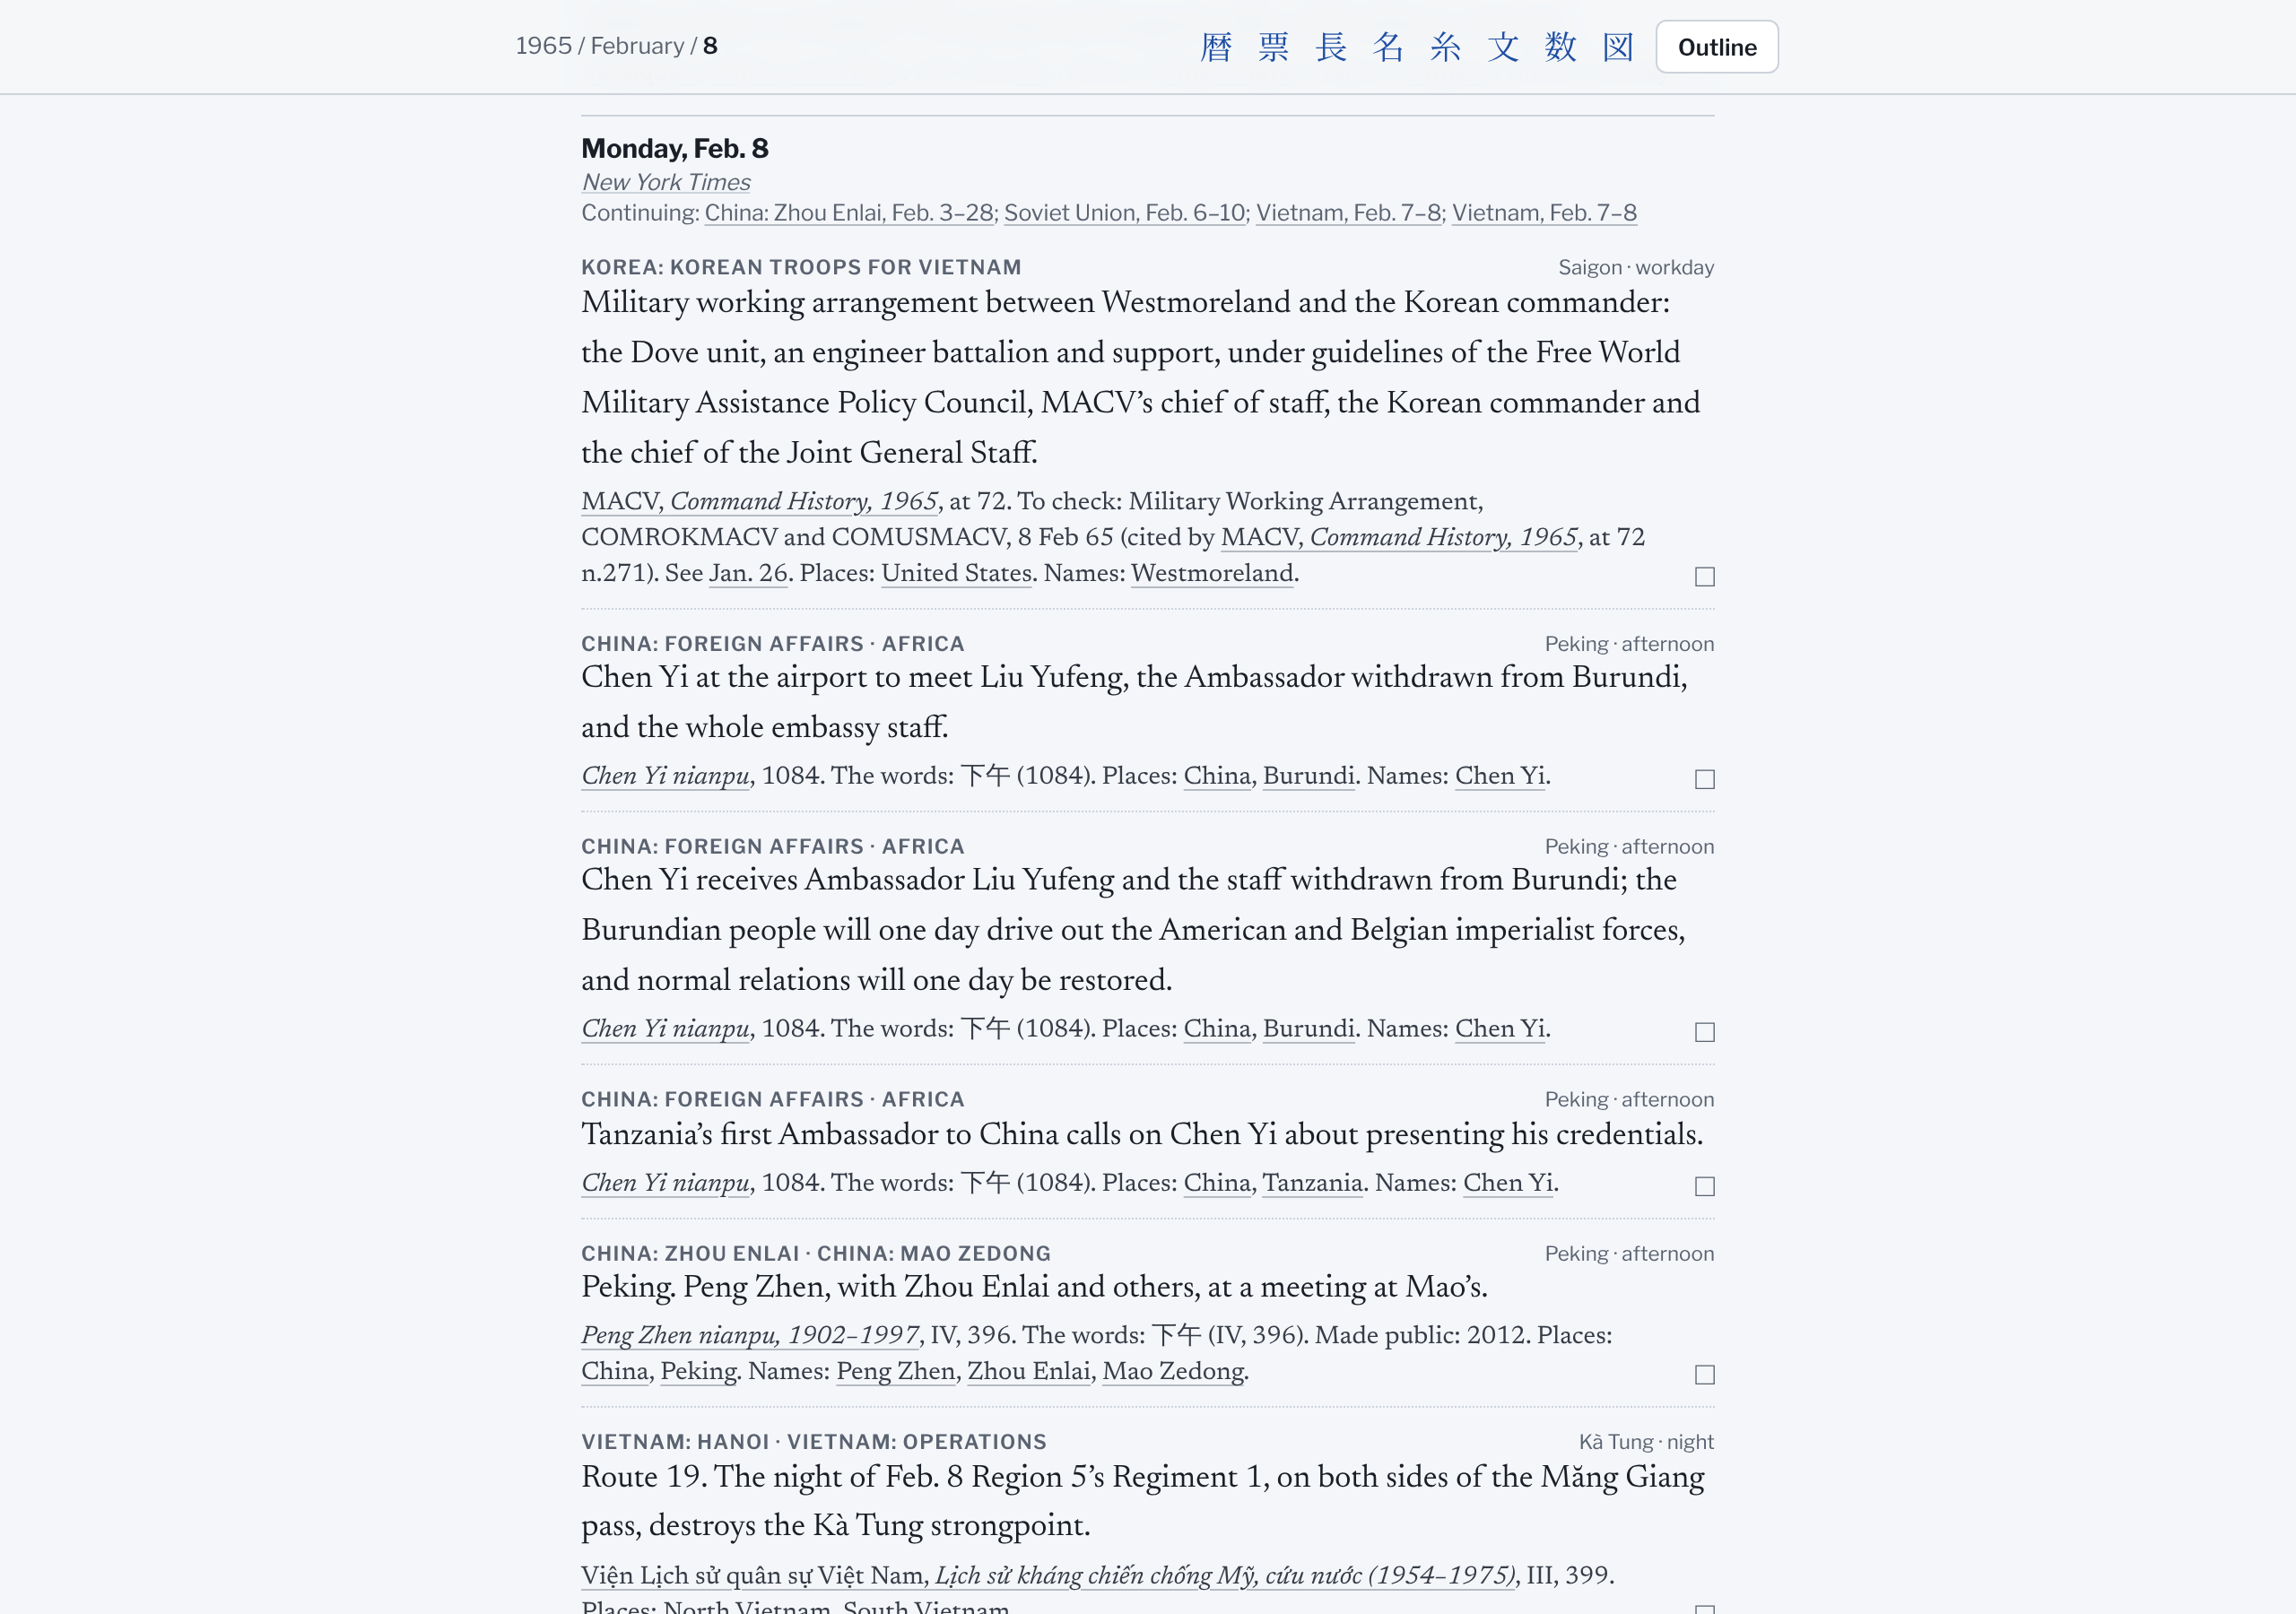 1965 / February / 8
暦 票 長 名 糸 文 数 図 Outline
Monday, Feb. 8
New York Times
Continuing: China: Zhou Enlai, Feb. 3–28; Soviet Union, Feb. 6–10; Vietnam, Feb. 7–8; Vietnam, Feb. 7–8
KOREA: KOREAN TROOPS FOR VIETNAM Saigon · workday
Military working arrangement between Westmoreland and the Korean commander:
the Dove unit, an engineer battalion and support, under guidelines of the Free World
Military Assistance Policy Council, MACV’s chief of staff, the Korean commander and
the chief of the Joint General Staff.
MACV, Command History, 1965, at 72. To check: Military Working Arrangement,
COMROKMACV and COMUSMACV, 8 Feb 65 (cited by MACV, Command History, 1965, at 72
n.271). See Jan. 26. Places: United States. Names: Westmoreland.
CHINA: FOREIGN AFFAIRS · AFRICA Peking · afternoon
Chen Yi at the airport to meet Liu Yufeng, the Ambassador withdrawn from Burundi,
and the whole embassy staff.
Chen Yi nianpu, 1084. The words: 下午 (1084). Places: China, Burundi. Names: Chen Yi.
CHINA: FOREIGN AFFAIRS · AFRICA Peking · afternoon
Chen Yi receives Ambassador Liu Yufeng and the staff withdrawn from Burundi; the
Burundian people will one day drive out the American and Belgian imperialist forces,
and normal relations will one day be restored.
Chen Yi nianpu, 1084. The words: 下午 (1084). Places: China, Burundi. Names: Chen Yi.
CHINA: FOREIGN AFFAIRS · AFRICA Peking · afternoon
Tanzania’s first Ambassador to China calls on Chen Yi about presenting his credentials.
Chen Yi nianpu, 1084. The words: 下午 (1084). Places: China, Tanzania. Names: Chen Yi.
CHINA: ZHOU ENLAI · CHINA: MAO ZEDONG Peking · afternoon
Peking. Peng Zhen, with Zhou Enlai and others, at a meeting at Mao’s.
Peng Zhen nianpu, 1902–1997, IV, 396. The words: 下午 (IV, 396). Made public: 2012. Places:
China, Peking. Names: Peng Zhen, Zhou Enlai, Mao Zedong.
VIETNAM: HANOI · VIETNAM: OPERATIONS Kà Tung · night
Route 19. The night of Feb. 8 Region 5’s Regiment 1, on both sides of the Măng Giang
pass, destroys the Kà Tung strongpoint.
Viện Lịch sử quân sự Việt Nam, Lịch sử kháng chiến chống Mỹ, cứu nước (1954–1975), III, 399.
Places: North Vietnam, South Vietnam.